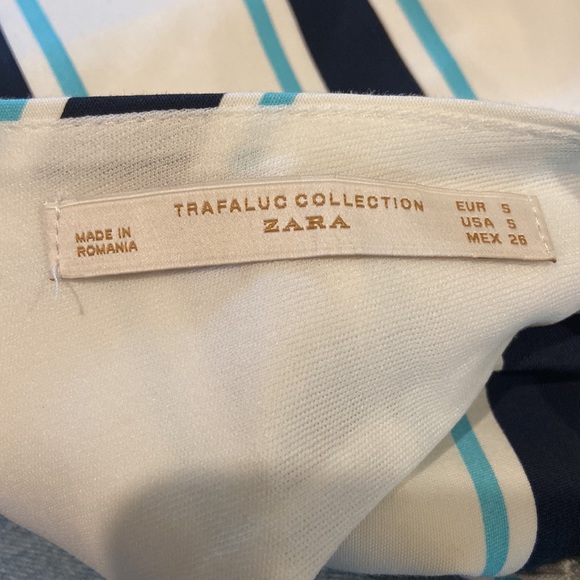 MADE IN
ROMANIA
TRAFALUC COLLECTION
ZARA
EUR S
USA S
MEX 26